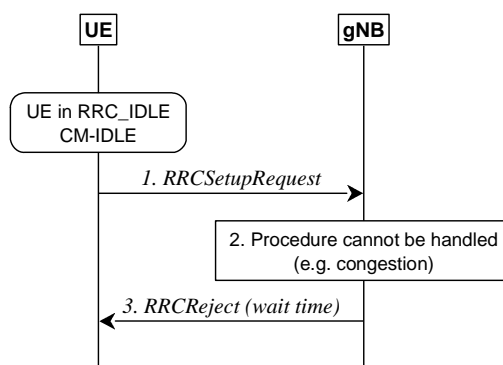 UE
gNB
UE in RRC_IDLE
CM-IDLE
1. RRCSetupRequest
2. Procedure cannot be handled
(e.g. congestion)
3. RRCReject (wait time)